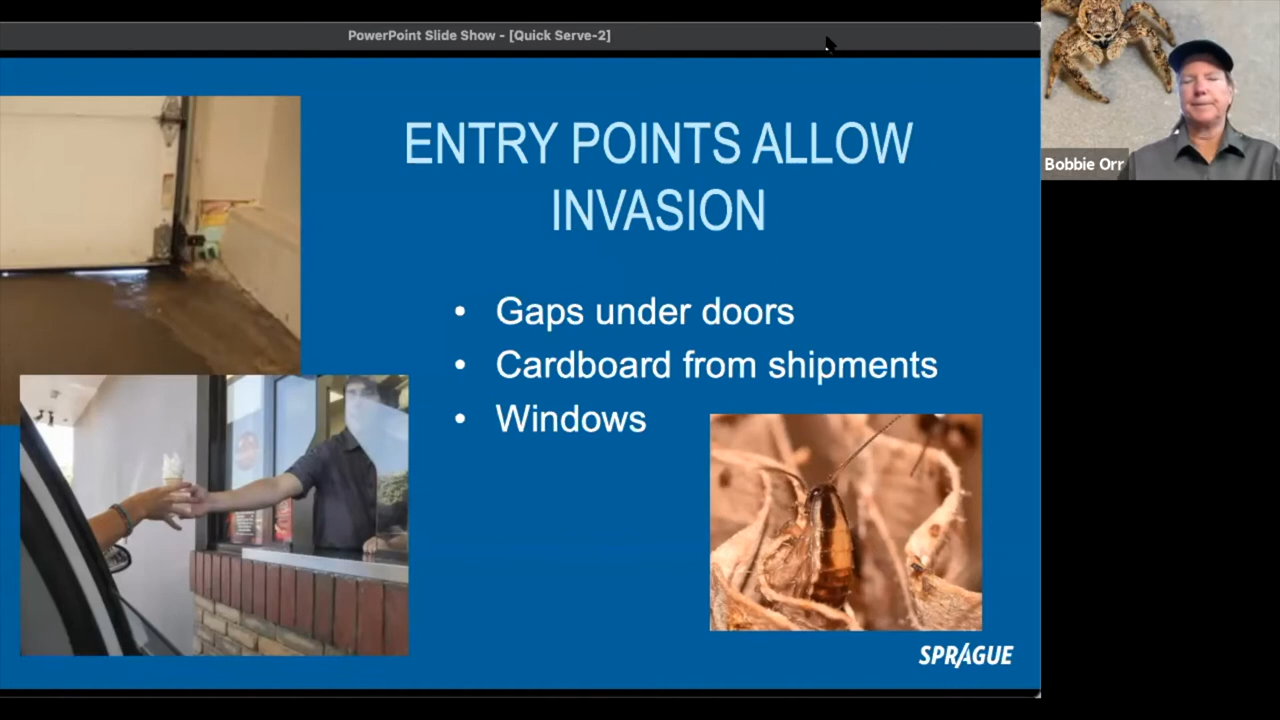 PowerPoint Slide Show - [Quick Serve-2]
ENTRY POINTS ALLOW
INVASION
• Gaps under doors
• Cardboard from shipments
• Windows
SPRAGUE
Bobbie Orr